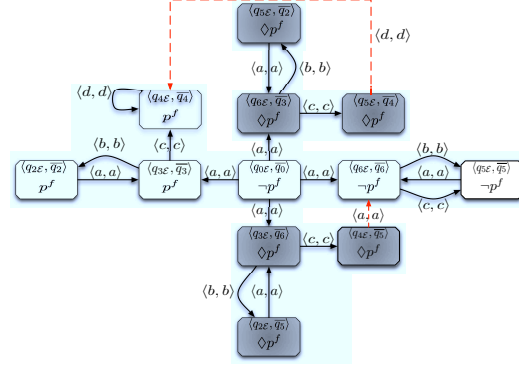 ⟨q5ε, q̅2̅⟩
◊p^f
⟨d, d⟩
⟨a, a⟩
⟨b, b⟩
⟨d, d⟩
⟨q4ε, q̅4̅⟩
p^f
⟨q6ε, q̅3̅⟩
◊p^f
⟨c, c⟩
⟨q5ε, q̅4̅⟩
◊p^f
⟨b, b⟩
⟨c, c⟩
⟨a, a⟩
⟨b, b⟩
⟨q2ε, q̅2̅⟩
p^f
⟨a, a⟩
⟨q3ε, q̅3̅⟩
p^f
⟨a, a⟩
⟨q0ε, q̅0̅⟩
¬p^f
⟨a, a⟩
⟨q6ε, q̅6̅⟩
¬p^f
⟨a, a⟩
⟨q5ε, q̅5̅⟩
¬p^f
⟨c, c⟩
⟨a, a⟩
⟨a, a⟩
⟨q3ε, q̅6̅⟩
◊p^f
⟨c, c⟩
⟨q4ε, q̅5̅⟩
◊p^f
⟨b, b⟩
⟨a, a⟩
⟨q2ε, q̅5̅⟩
◊p^f